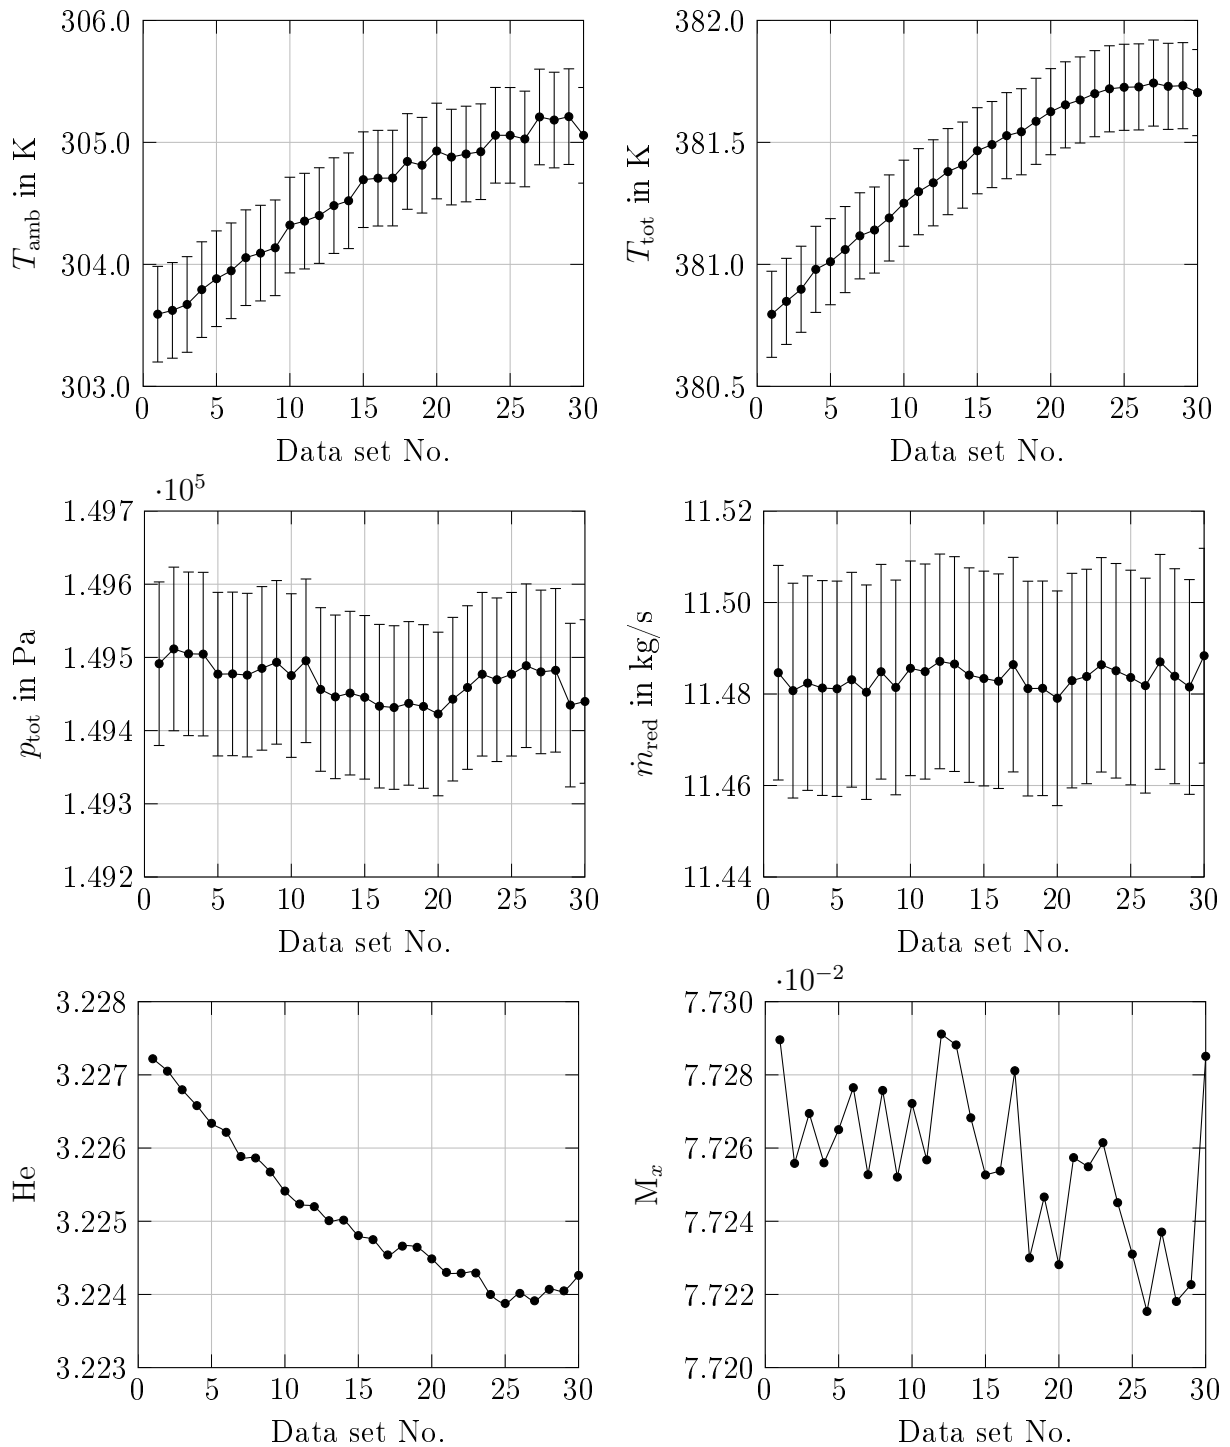 306.0
305.0
304.0
303.0
T_amb in K
0 5 10 15 20 25 30
Data set No.
382.0
381.5
381.0
380.5
T_tot in K
0 5 10 15 20 25 30
Data set No.
·10⁵
1.497
1.496
1.495
1.494
1.493
1.492
p_tot in Pa
0 5 10 15 20 25 30
Data set No.
11.52
11.50
11.48
11.46
11.44
ṁ_red in kg/s
0 5 10 15 20 25 30
Data set No.
3.228
3.227
3.226
3.225
3.224
3.223
He
0 5 10 15 20 25 30
Data set No.
·10⁻²
7.730
7.728
7.726
7.724
7.722
7.720
M_x
0 5 10 15 20 25 30
Data set No.